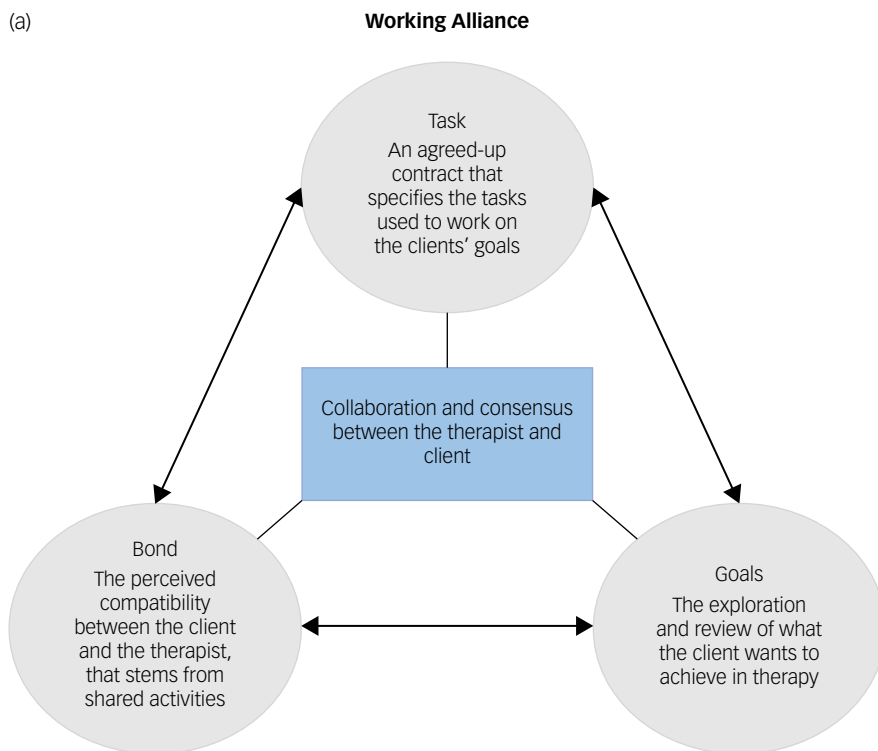 (a)
Working Alliance
Task
An agreed-up
contract that
specifies the tasks
used to work on
the clients’ goals
Collaboration and consensus
between the therapist and
client
Bond
The perceived
compatibility
between the client
and the therapist,
that stems from
shared activities
Goals
The exploration
and review of what
the client wants to
achieve in therapy